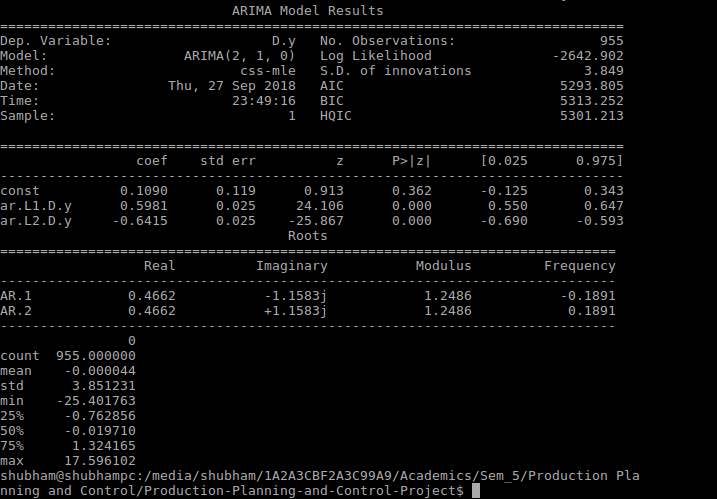 ARIMA Model Results
==============================================================================
Dep. Variable:                    D.y   No. Observations:                  955
Model:                 ARIMA(2, 1, 0)   Log Likelihood               -2642.902
Method:                       css-mle   S.D. of innovations              3.849
Date:                Thu, 27 Sep 2018   AIC                           5293.805
Time:                        23:49:16   BIC                           5313.252
Sample:                             1   HQIC                          5301.213
==============================================================================
                 coef    std err          z      P>|z|      [0.025      0.975]
------------------------------------------------------------------------------
const          0.1090      0.119      0.913      0.362      -0.125       0.343
ar.L1.D.y      0.5981      0.025     24.106      0.000       0.550       0.647
ar.L2.D.y     -0.6415      0.025    -25.867      0.000      -0.690      -0.593
                                    Roots
=============================================================================
                  Real          Imaginary           Modulus         Frequency
-----------------------------------------------------------------------------
AR.1            0.4662           -1.1583j            1.2486           -0.1891
AR.2            0.4662           +1.1583j            1.2486            0.1891
-----------------------------------------------------------------------------
                0
count  955.000000
mean    -0.000044
std      3.851231
min    -25.401763
25%     -0.762856
50%     -0.019710
75%      1.324165
max     17.596102
shubham@shubhampc:/media/shubham/1A2A3CBF2A3C99A9/Academics/Sem_5/Production Pla
nning and Control/Production-Planning-and-Control-Project$